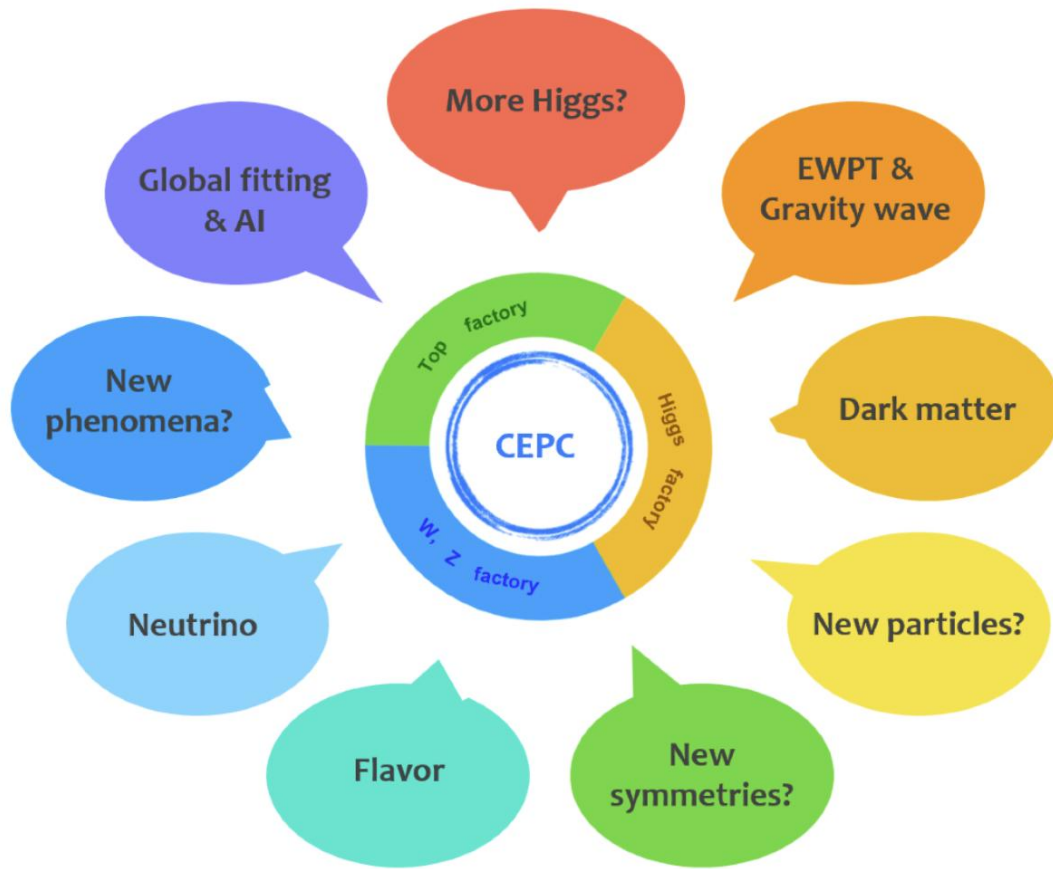 More Higgs?
Global fitting
& AI
EWPT &
Gravity wave
Top factory
New
phenomena?
CEPC
Higgs factory
Dark matter
W, Z factory
Neutrino
New particles?
Flavor
New
symmetries?